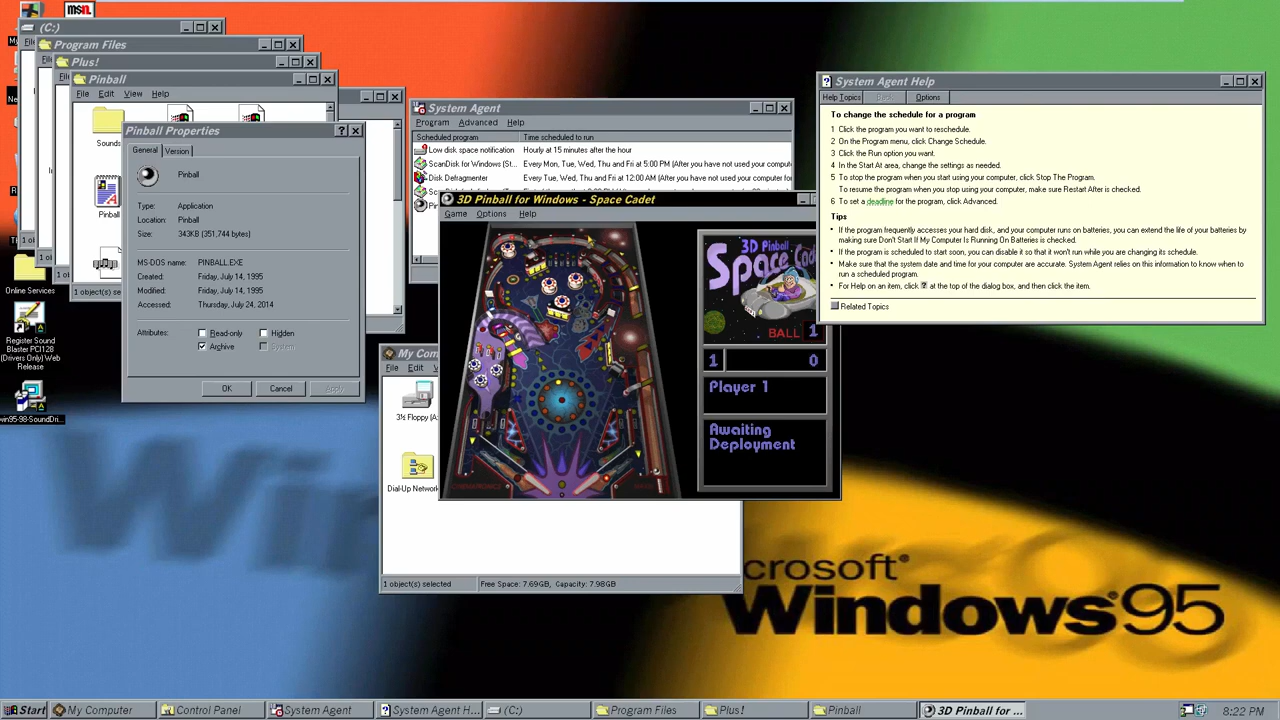 msn.
(C:)
Program Files
Plus!
Pinball
File Edit View Help
Sounds
Pinball
1 object(s) se
Pinball Properties
General Version
Pinball
Type: Application
Location: Pinball
Size: 343KB (351,744 bytes)
MS-DOS name: PINBALL.EXE
Created: Friday, July 14, 1995
Modified: Friday, July 14, 1995
Accessed: Thursday, July 24, 2014
Attributes: Read-only Hidden
Archive System
OK Cancel Apply
Online Services
Register Sound
Blaster PCI128
(Drivers Only) Web
Release
win95-98-SoundDri...
System Agent
Program Advanced Help
Scheduled program Time scheduled to run
Low disk space notification Hourly at 15 minutes after the hour
ScanDisk for Windows (St... Every Mon, Tue, Wed, Thu and Fri at 5:00 PM (After you have not used your comput
Disk Defragmenter Every Tue, Wed, Thu and Fri at 12:00 AM (After you have not used your compute
3D Pinball for Windows - Space Cadet
Game Options Help
3D Pinball
Space Cade
BALL 1
1 0
Player 1
Awaiting
Deployment
My Com
File Edit V
3½ Floppy (A:
Dial-Up Network
1 object(s) selected Free Space: 7.69GB, Capacity: 7.98GB
System Agent Help
Help Topics Back Options
To change the schedule for a program
1 Click the program you want to reschedule.
2 On the Program menu, click Change Schedule.
3 Click the Run option you want.
4 In the Start At area, change the settings as needed.
5 To stop the program when you start using your computer, click Stop The Program.
To resume the program when you stop using your computer, make sure Restart After is checked.
6 To set a deadline for the program, click Advanced.
Tips
• If the program frequently accesses your hard disk, and your computer runs on batteries, you can extend the life of your batteries by
making sure Don't Start If My Computer Is Running On Batteries is checked.
• If the program is scheduled to start soon, you can disable it so that it won't run while you are changing its schedule.
• Make sure that the system date and time for your computer are accurate. System Agent relies on this information to know when to
run a scheduled program.
• For Help on an item, click ? at the top of the dialog box, and then click the item.
Related Topics
Win
crosoft®
Windows®95
Start My Computer Control Panel System Agent System Agent H... (C:) Program Files Plus! Pinball 3D Pinball for ... 8:22 PM